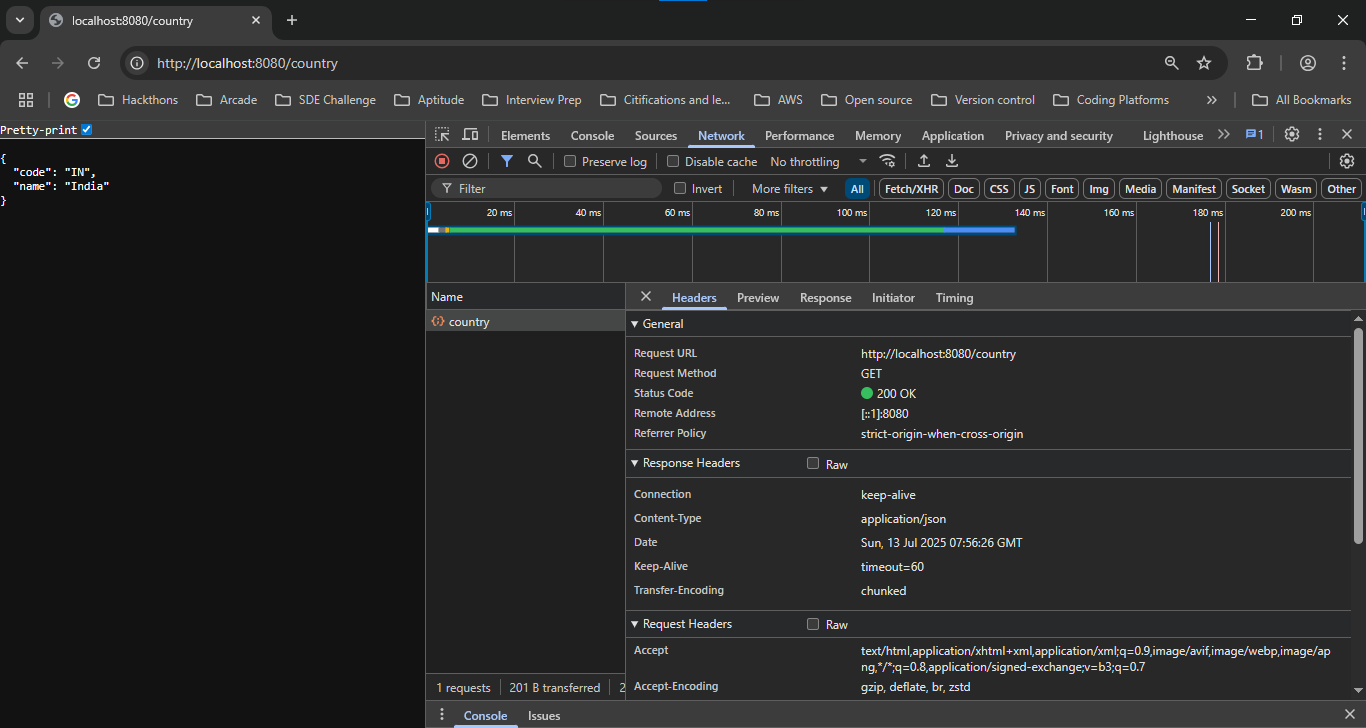 localhost:8080/country
http://localhost:8080/country
Hackthons Arcade SDE Challenge Aptitude Interview Prep Citifications and le... AWS Open source Version control Coding Platforms » All Bookmarks
Pretty-print
{
"code": "IN",
"name": "India"
}
Elements Console Sources Network Performance Memory Application Privacy and security Lighthouse » 1
Preserve log Disable cache No throttling
Filter Invert More filters All Fetch/XHR Doc CSS JS Font Img Media Manifest Socket Wasm Other
20 ms 40 ms 60 ms 80 ms 100 ms 120 ms 140 ms 160 ms 180 ms 200 ms
Name
country
Headers Preview Response Initiator Timing
General
Request URL http://localhost:8080/country
Request Method GET
Status Code 200 OK
Remote Address [::1]:8080
Referrer Policy strict-origin-when-cross-origin
Response Headers Raw
Connection keep-alive
Content-Type application/json
Date Sun, 13 Jul 2025 07:56:26 GMT
Keep-Alive timeout=60
Transfer-Encoding chunked
Request Headers Raw
Accept text/html,application/xhtml+xml,application/xml;q=0.9,image/avif,image/webp,image/ap
ng,*/*;q=0.8,application/signed-exchange;v=b3;q=0.7
Accept-Encoding gzip, deflate, br, zstd
1 requests 201 B transferred 2
Console Issues